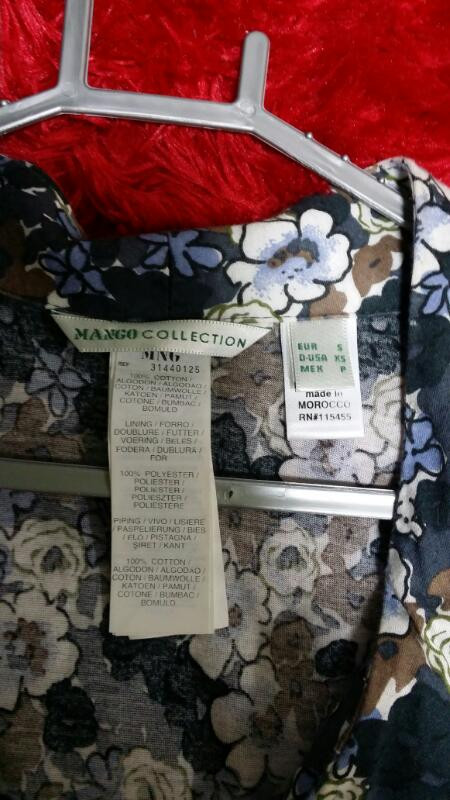 MANGO COLLECTION
MNG
REF. 31440125
100% COTTON /
ALGODON / ALGODAO /
COTON / BAUMWOLLE /
KATOEN / PAMUT /
COTONE / BUMBAC /
BOMULD
LINING / FORRO /
DOUBLURE / FUTTER /
VOERING / BELES /
FODERA / DUBLURA /
FOR
100% POLYESTER /
POLIESTER /
POLIESTER /
POLIESZTER /
POLIESTERE
PIPING / VIVO / LISIERE
/ PASPELIERUNG / BIES
/ ELO / PISTAGNA /
SIRET / KANT
100% COTTON /
ALGODON / ALGODAO /
COTON / BAUMWOLLE /
KATOEN / PAMUT /
COTONE / BUMBAC /
BOMULD
EUR S
D-USA XS
MEX P
made in
MOROCCO
RN#115455